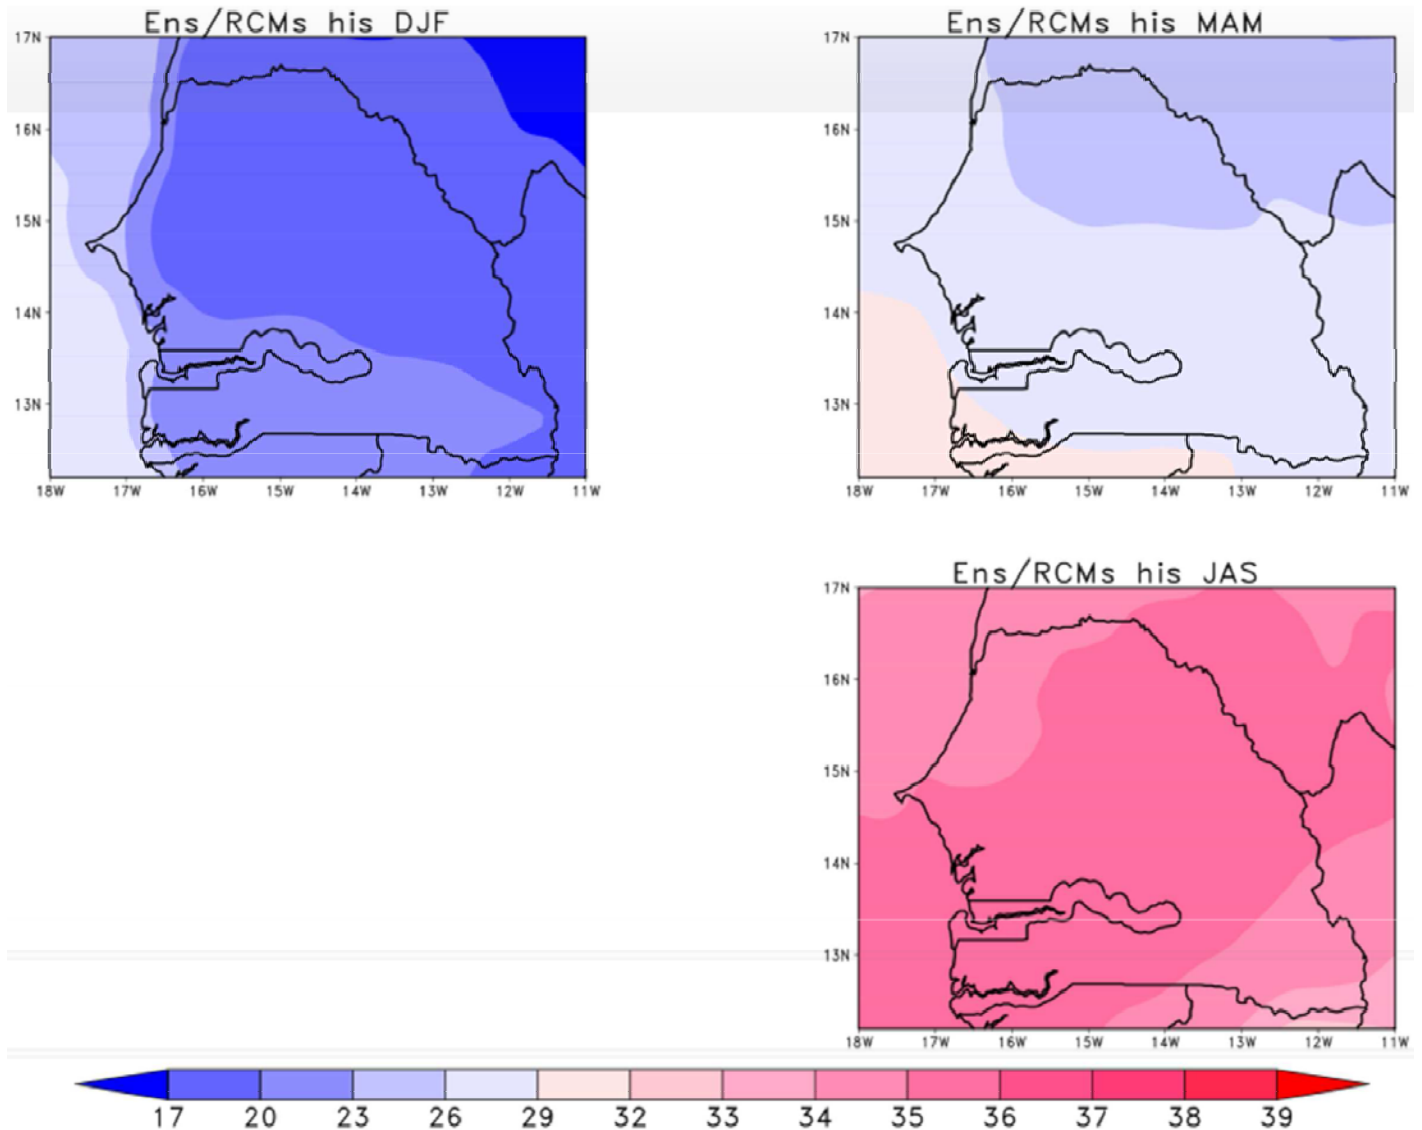 Ens/RCMs his DJF
17N
16N
15N
14N
13N
18W 17W 16W 15W 14W 13W 12W 11W
Ens/RCMs his MAM
17N
16N
15N
14N
13N
18W 17W 16W 15W 14W 13W 12W 11W
Ens/RCMs his JAS
17N
16N
15N
14N
13N
18W 17W 16W 15W 14W 13W 12W 11W
17 20 23 26 29 32 33 34 35 36 37 38 39